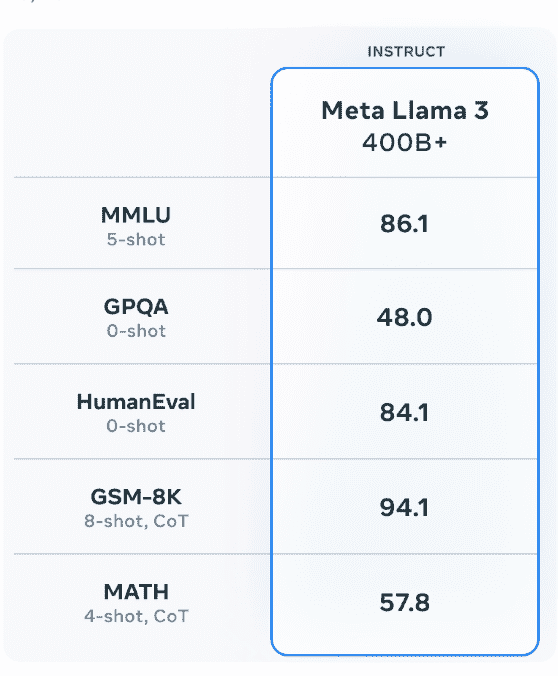 INSTRUCT
Meta Llama 3
400B+
MMLU
5-shot
86.1
GPQA
0-shot
48.0
HumanEval
0-shot
84.1
GSM-8K
8-shot, CoT
94.1
MATH
4-shot, CoT
57.8